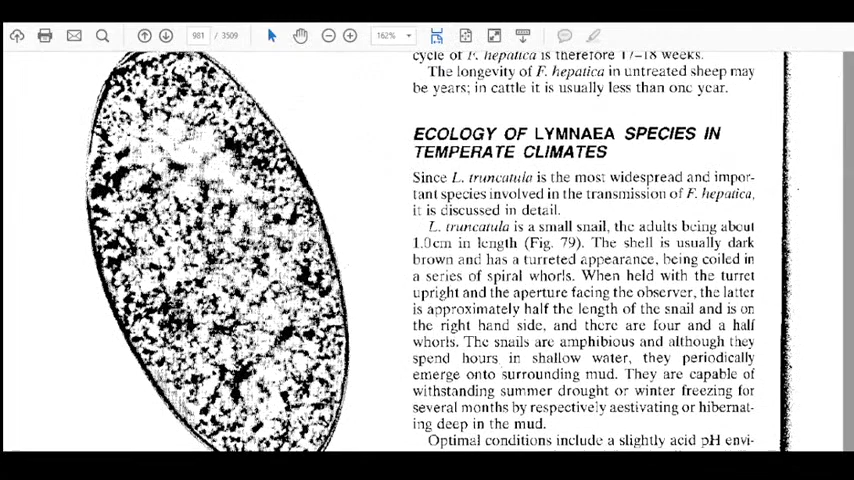 981 / 3509
162%
cycle of F. hepatica is therefore 17–18 weeks.
The longevity of F. hepatica in untreated sheep may
be years; in cattle it is usually less than one year.
ECOLOGY OF LYMNAEA SPECIES IN
TEMPERATE CLIMATES
Since L. truncatula is the most widespread and impor-
tant species involved in the transmission of F. hepatica,
it is discussed in detail.
L. truncatula is a small snail, the adults being about
1.0cm in length (Fig. 79). The shell is usually dark
brown and has a turreted appearance, being coiled in
a series of spiral whorls. When held with the turret
upright and the aperture facing the observer, the latter
is approximately half the length of the snail and is on
the right hand side, and there are four and a half
whorls. The snails are amphibious and although they
spend hours in shallow water, they periodically
emerge onto surrounding mud. They are capable of
withstanding summer drought or winter freezing for
several months by respectively aestivating or hibernat-
ing deep in the mud.
Optimal conditions include a slightly acid pH envi-